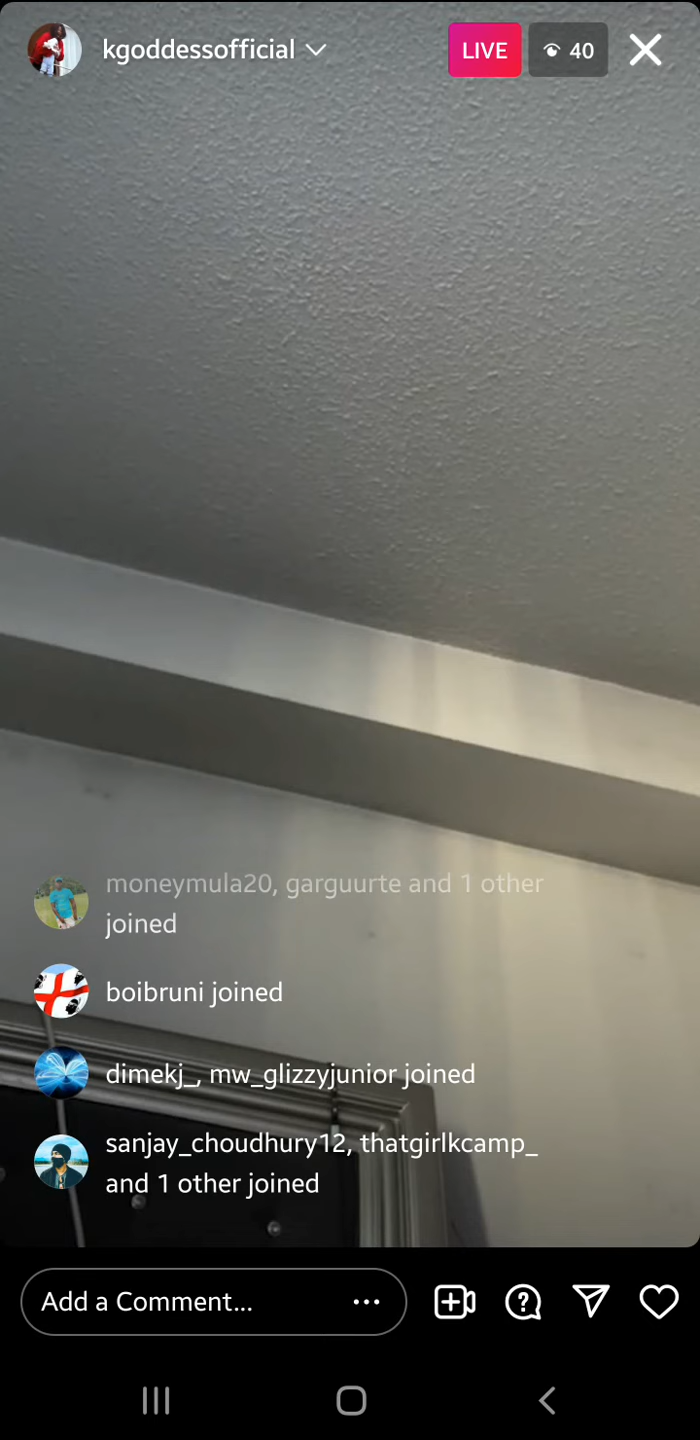 kgoddessofficial
LIVE
40
moneymula20, garguurte and 1 other
joined
boibruni joined
dimekj_, mw_glizzyjunior joined
sanjay_choudhury12, thatgirlkcamp_
and 1 other joined
Add a Comment...